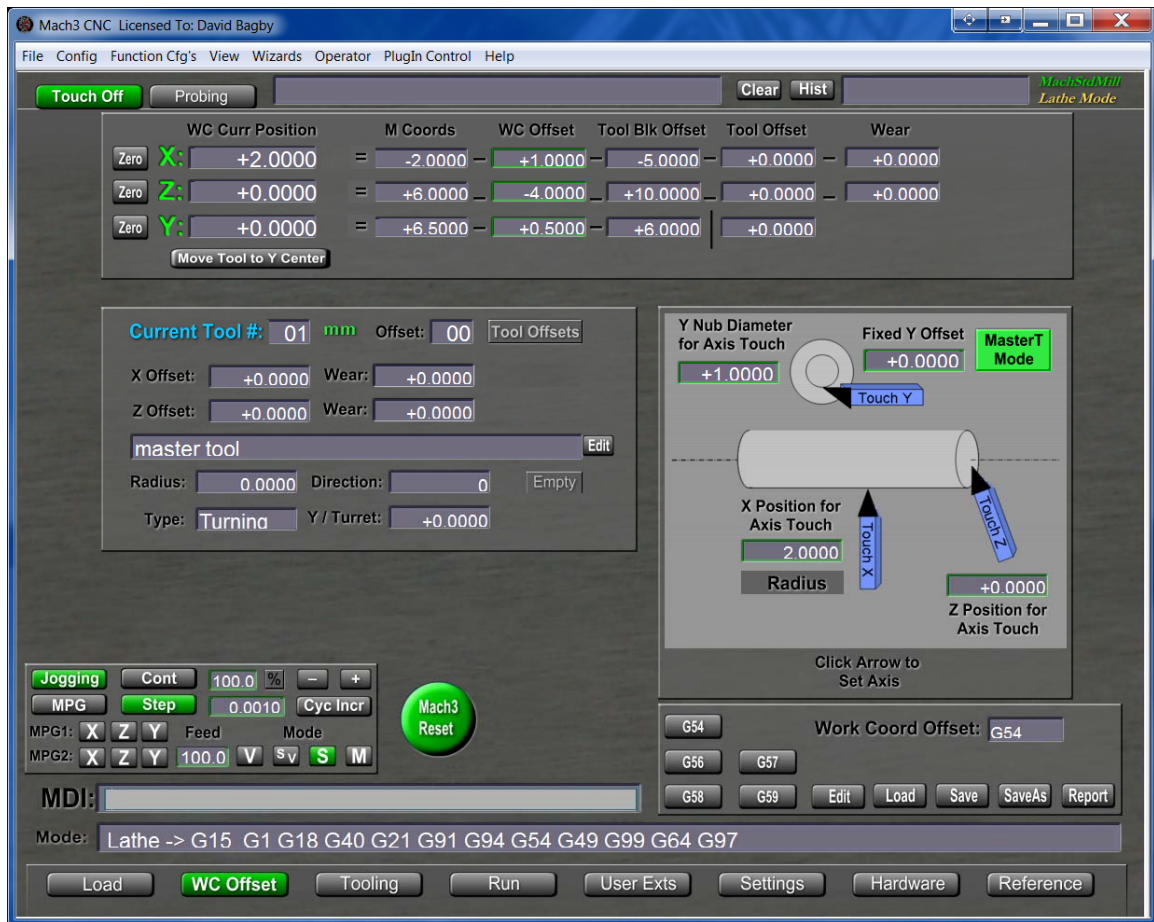 Mach3 CNC Licensed To: David Bagby
File Config Function Cfg's View Wizards Operator PlugIn Control Help
Touch Off Probing Clear Hist MachStdMill
Lathe Mode
WC Curr Position M Coords WC Offset Tool Blk Offset Tool Offset Wear
Zero X: +2.0000 = -2.0000 - +1.0000 - -5.0000 - +0.0000 - +0.0000
Zero Z: +0.0000 = +6.0000 - -4.0000 - +10.0000 - +0.0000 - +0.0000
Zero Y: +0.0000 = +6.5000 - +0.5000 - +6.0000 | +0.0000
Move Tool to Y Center
Current Tool #: 01 mm Offset: 00 Tool Offsets
X Offset: +0.0000 Wear: +0.0000
Z Offset: +0.0000 Wear: +0.0000
master tool Edit
Radius: 0.0000 Direction: 0 Empty
Type: Turning Y / Turret: +0.0000
Y Nub Diameter
for Axis Touch
+1.0000
Fixed Y Offset
+0.0000
MasterT
Mode
Touch Y
X Position for
Axis Touch
2.0000
Radius
Touch X
Touch Z
+0.0000
Z Position for
Axis Touch
Click Arrow to
Set Axis
Jogging Cont 100.0 % - +
MPG Step 0.0010 Cyc Incr
MPG1: X Z Y Feed Mode
MPG2: X Z Y 100.0 V SV S M
Mach3
Reset
G54 Work Coord Offset: G54
G56 G57
G58 G59 Edit Load Save SaveAs Report
MDI:
Mode: Lathe -> G15 G1 G18 G40 G21 G91 G94 G54 G49 G99 G64 G97
Load WC Offset Tooling Run User Exts Settings Hardware Reference